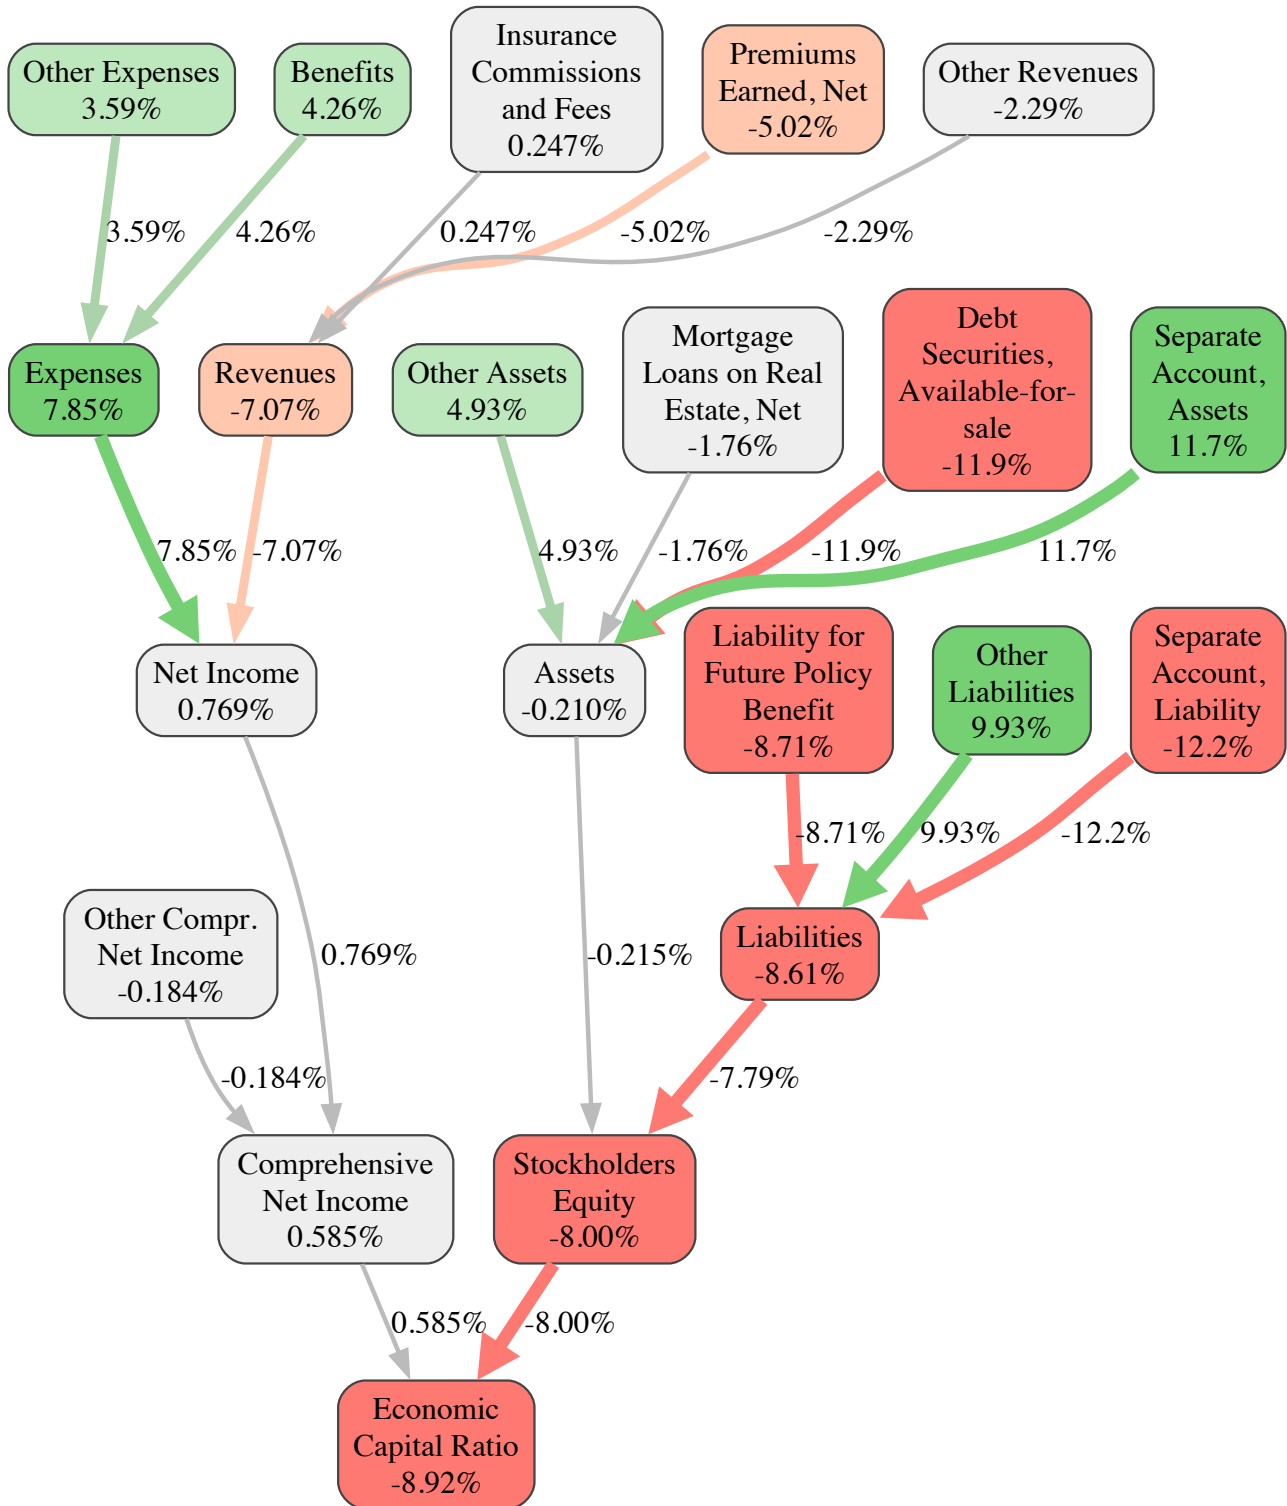 Other Expenses
3.59%
Benefits
4.26%
Insurance
Commissions
and Fees
0.247%
Premiums
Earned, Net
-5.02%
Other Revenues
-2.29%
3.59%
4.26%
0.247%
-5.02%
-2.29%
Expenses
7.85%
Revenues
-7.07%
Other Assets
4.93%
Mortgage
Loans on Real
Estate, Net
-1.76%
Debt
Securities,
Available-for-
sale
-11.9%
Separate
Account,
Assets
11.7%
7.85%
-7.07%
4.93%
-1.76%
-11.9%
11.7%
Net Income
0.769%
Assets
-0.210%
Liability for
Future Policy
Benefit
-8.71%
Other
Liabilities
9.93%
Separate
Account,
Liability
-12.2%
-8.71%
9.93%
-12.2%
Other Compr.
Net Income
-0.184%
0.769%
-0.215%
Liabilities
-8.61%
-0.184%
-7.79%
Comprehensive
Net Income
0.585%
Stockholders
Equity
-8.00%
0.585%
-8.00%
Economic
Capital Ratio
-8.92%